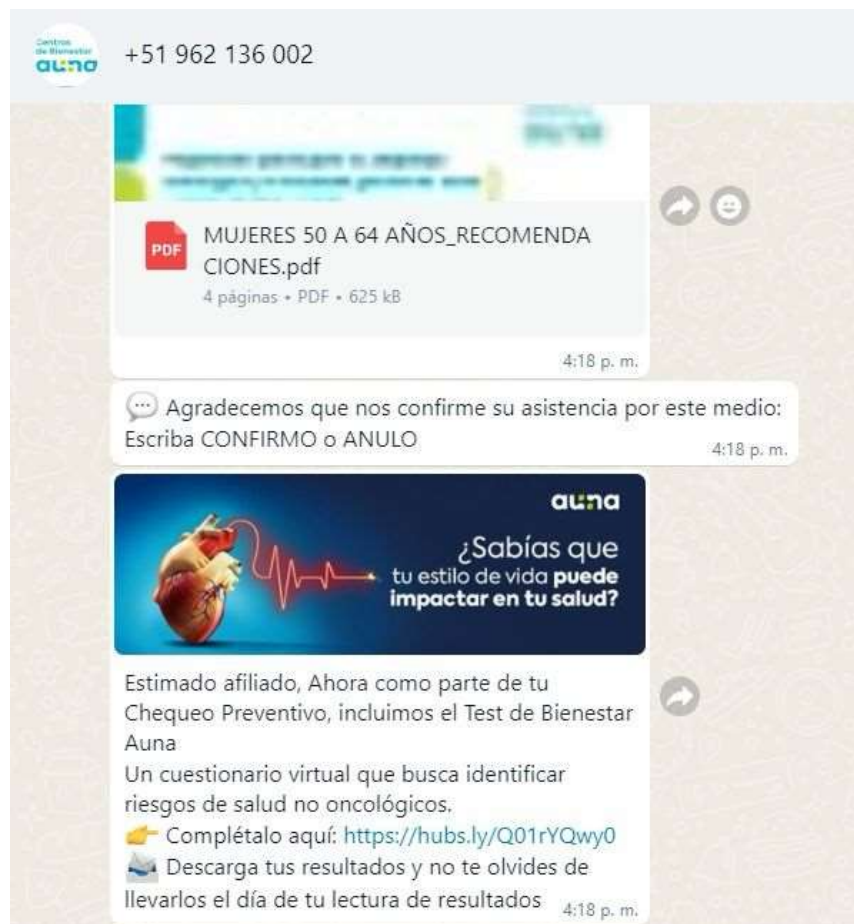 Centros
de Bienestar
auna
+51 962 136 002
PDF
MUJERES 50 A 64 AÑOS_RECOMENDA
CIONES.pdf
4 páginas • PDF • 625 kB
4:18 p. m.
💬 Agradecemos que nos confirme su asistencia por este medio:
Escriba CONFIRMO o ANULO
4:18 p. m.
auna
¿Sabías que
tu estilo de vida puede
impactar en tu salud?
Estimado afiliado, Ahora como parte de tu
Chequeo Preventivo, incluimos el Test de Bienestar
Auna
Un cuestionario virtual que busca identificar
riesgos de salud no oncológicos.
👉 Complétalo aquí: https://hubs.ly/Q01rYQwy0
📨 Descarga tus resultados y no te olvides de
llevarlos el día de tu lectura de resultados
4:18 p. m.